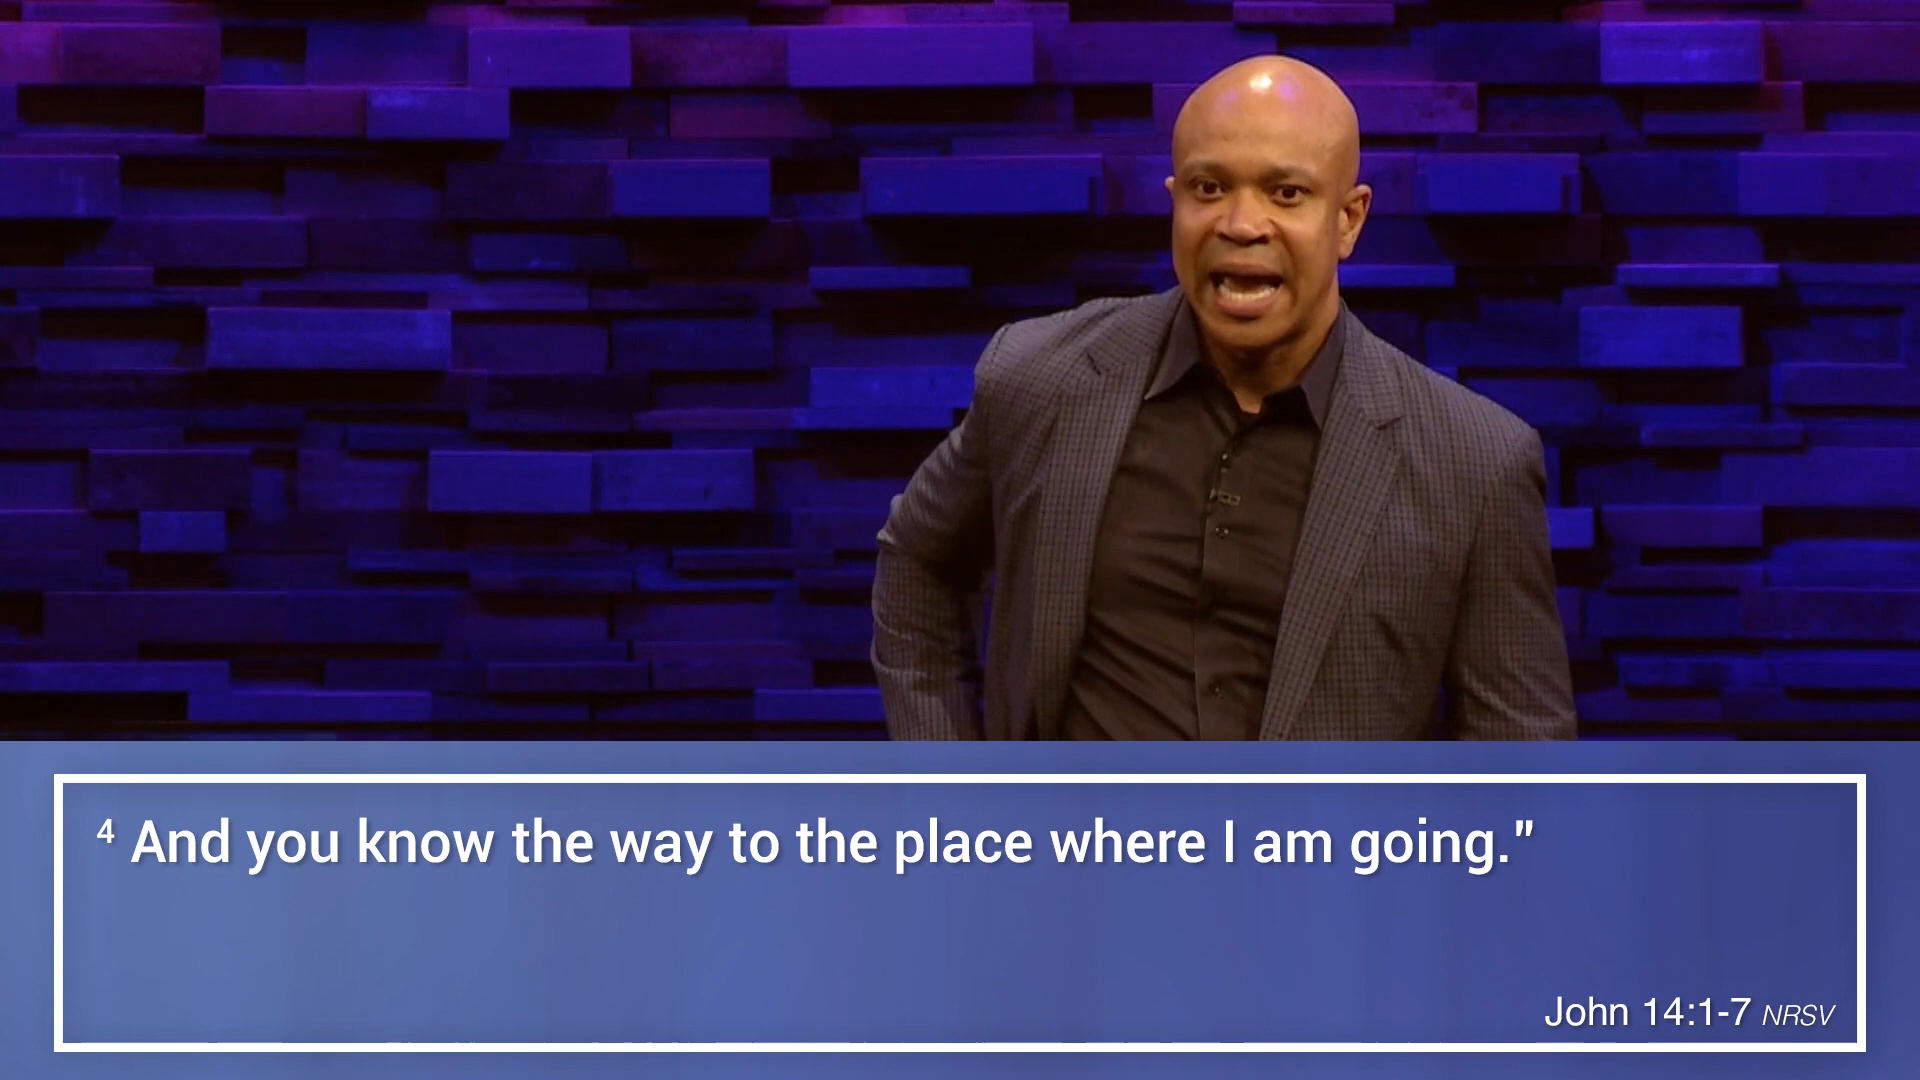 4 And you know the way to the place where I am going."
John 14:1-7 NRSV